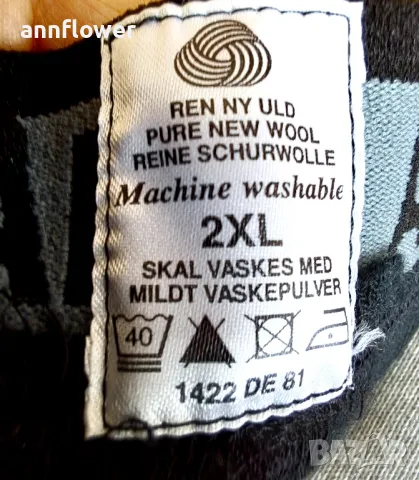 annflower
REN NY ULD
PURE NEW WOOL
REINE SCHURWOLLE
Machine washable
2XL
SKAL VASKES MED
MILDT VASKEPULVER
40
1422 DE 81
BAZAR